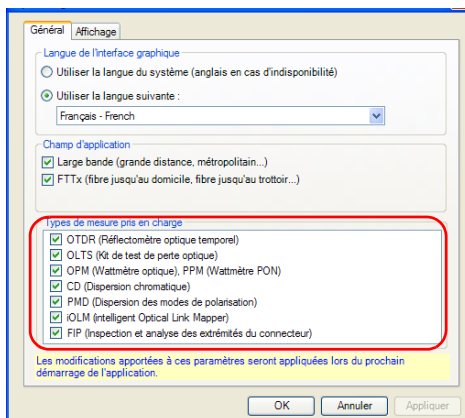 Général Affichage
Langue de l'interface graphique
Utiliser la langue du système (anglais en cas d'indisponibilité)
Utiliser la langue suivante :
Français - French
Champ d'application
Large bande (grande distance, métropolitain...)
FTTx (fibre jusqu'au domicile, fibre jusqu'au trottoir...)
Types de mesure pris en charge
OTDR (Réflectomètre optique temporel)
OLTS (Kit de test de perte optique)
OPM (Wattmètre optique), PPM (Wattmètre PON)
CD (Dispersion chromatique)
PMD (Dispersion des modes de polarisation)
iOLM (intelligent Optical Link Mapper)
FIP (Inspection et analyse des extrémités du connecteur)
Les modifications apportées à ces paramètres seront appliquées lors du prochain
démarrage de l'application.
OK Annuler Appliquer